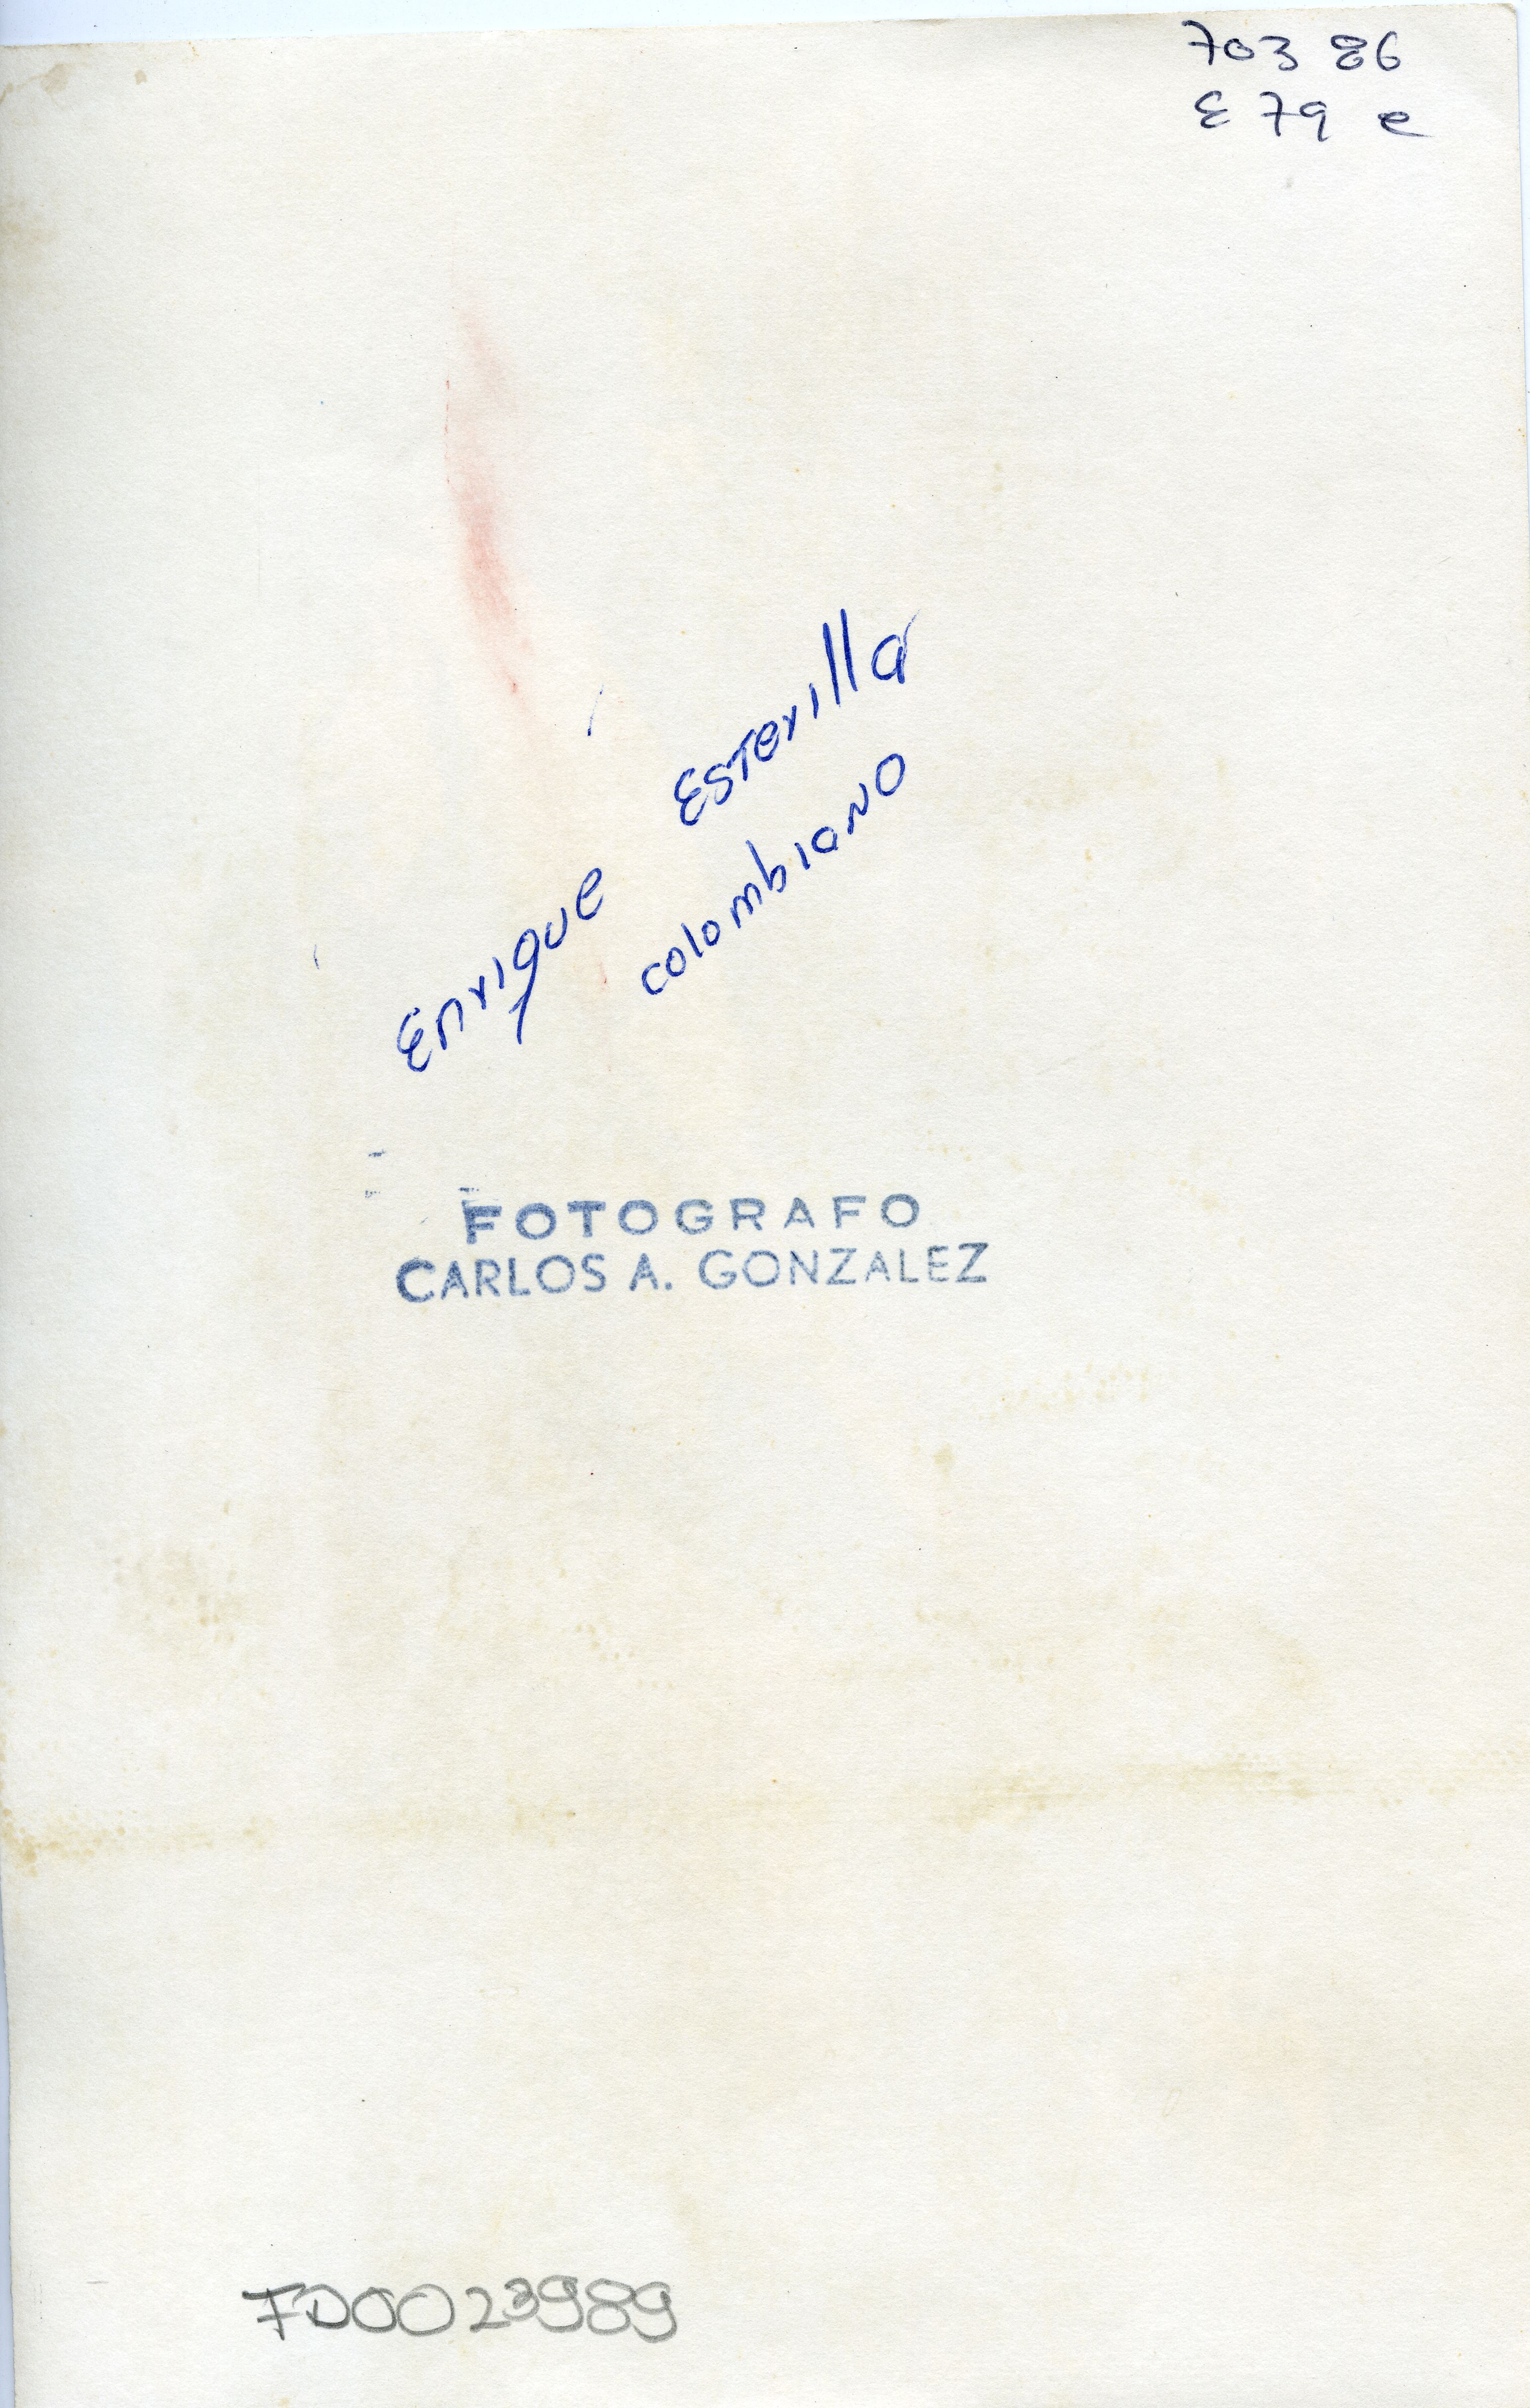 703 86
E 79 e
Enrique Esterilla
colombiano
FOTOGRAFO
CARLOS A. GONZALEZ
FD0023989